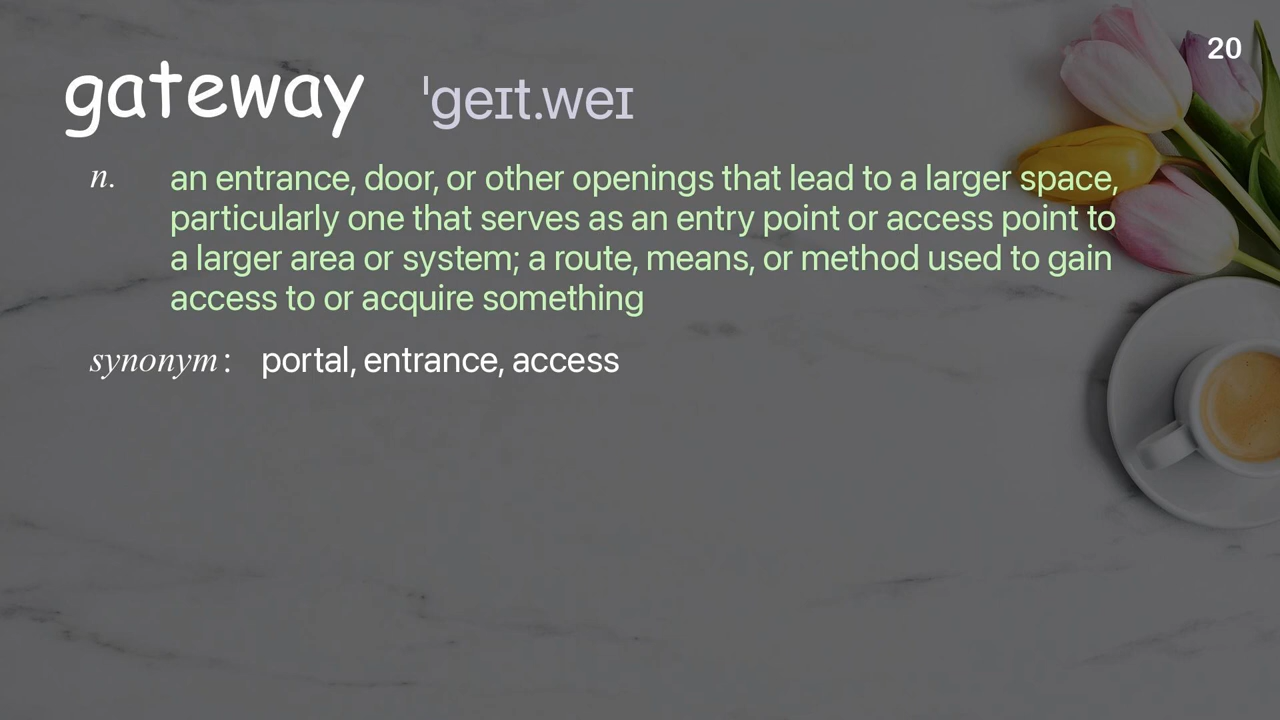 20
gateway ˈgeɪt.weɪ
n. an entrance, door, or other openings that lead to a larger space,
particularly one that serves as an entry point or access point to
a larger area or system; a route, means, or method used to gain
access to or acquire something
synonym: portal, entrance, access